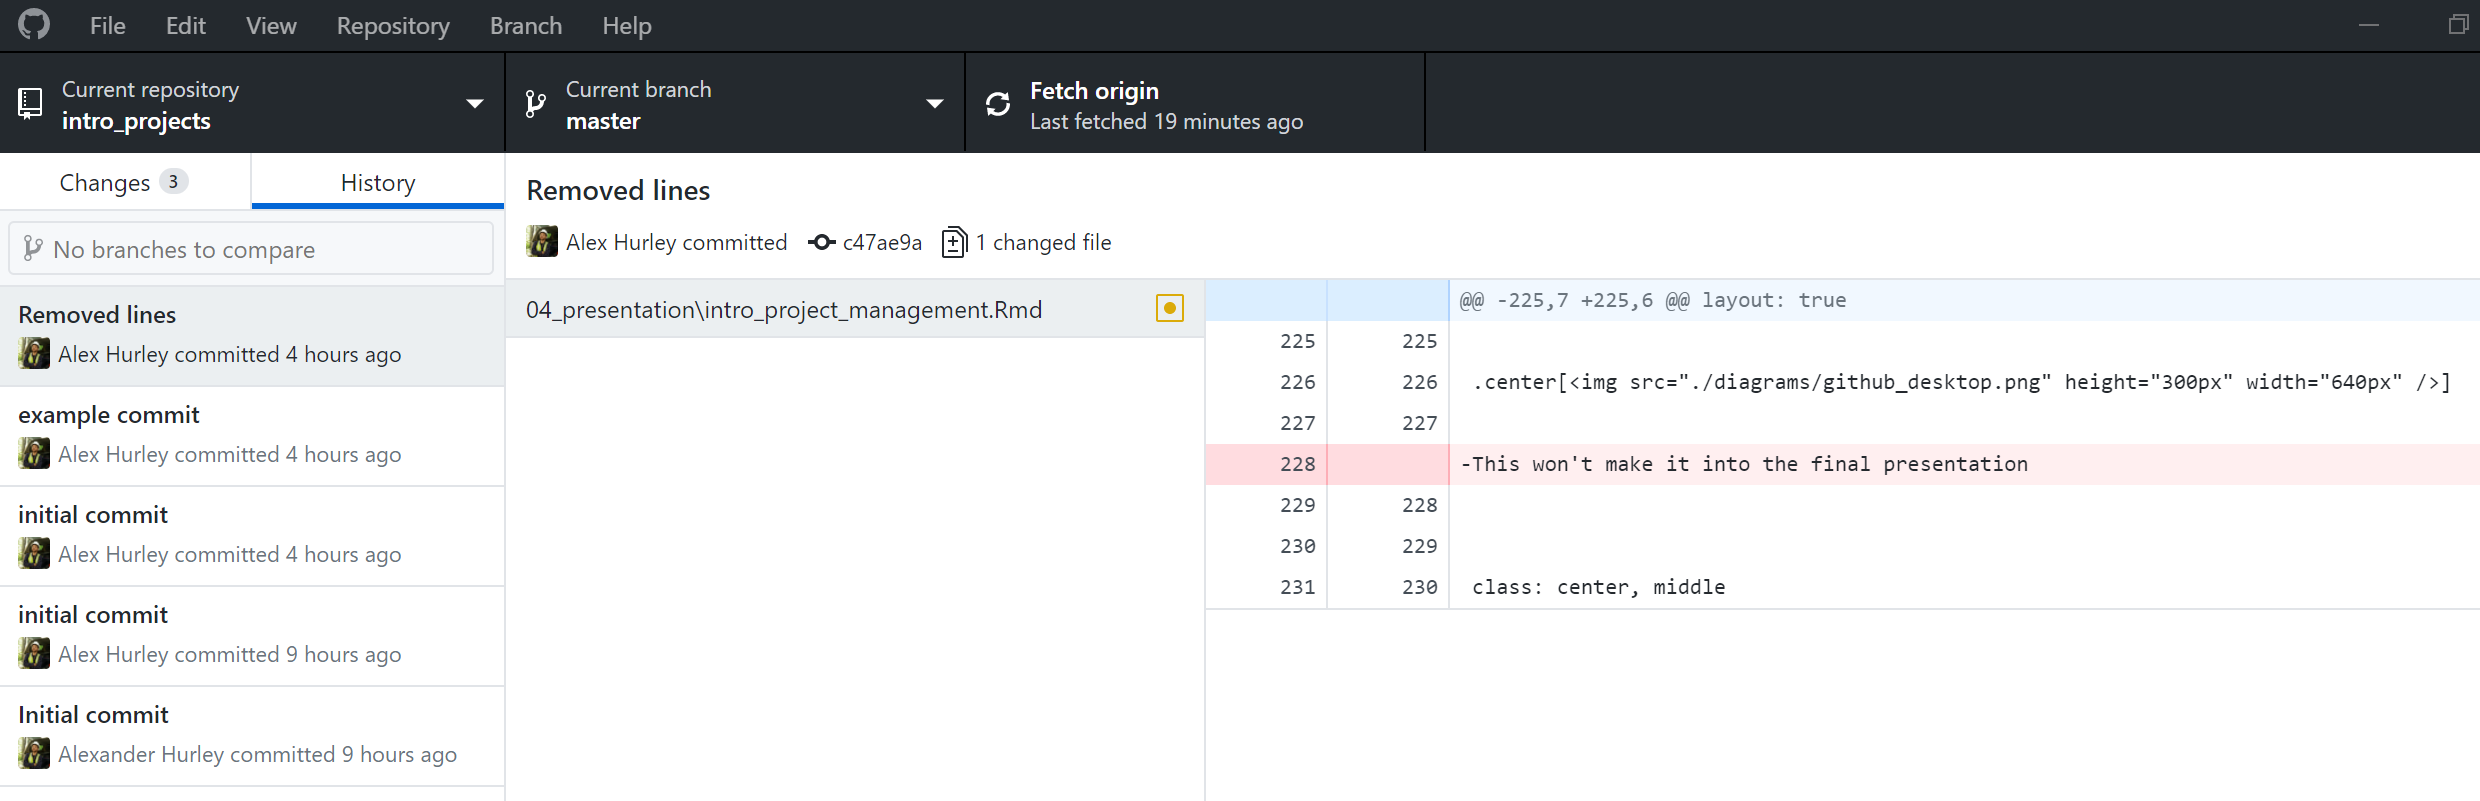 File Edit View Repository Branch Help
Current repository
intro_projects
Current branch
master
Fetch origin
Last fetched 19 minutes ago
Changes 3 History
No branches to compare
Removed lines
Alex Hurley committed 4 hours ago
example commit
Alex Hurley committed 4 hours ago
initial commit
Alex Hurley committed 4 hours ago
initial commit
Alex Hurley committed 9 hours ago
Initial commit
Alexander Hurley committed 9 hours ago
Removed lines
Alex Hurley committed c47ae9a 1 changed file
04_presentation\intro_project_management.Rmd
@@ -225,7 +225,6 @@ layout: true
225 225
226 226 .center[<img src="./diagrams/github_desktop.png" height="300px" width="640px" />]
227 227
228 -This won't make it into the final presentation
229 228
230 229
231 230 class: center, middle